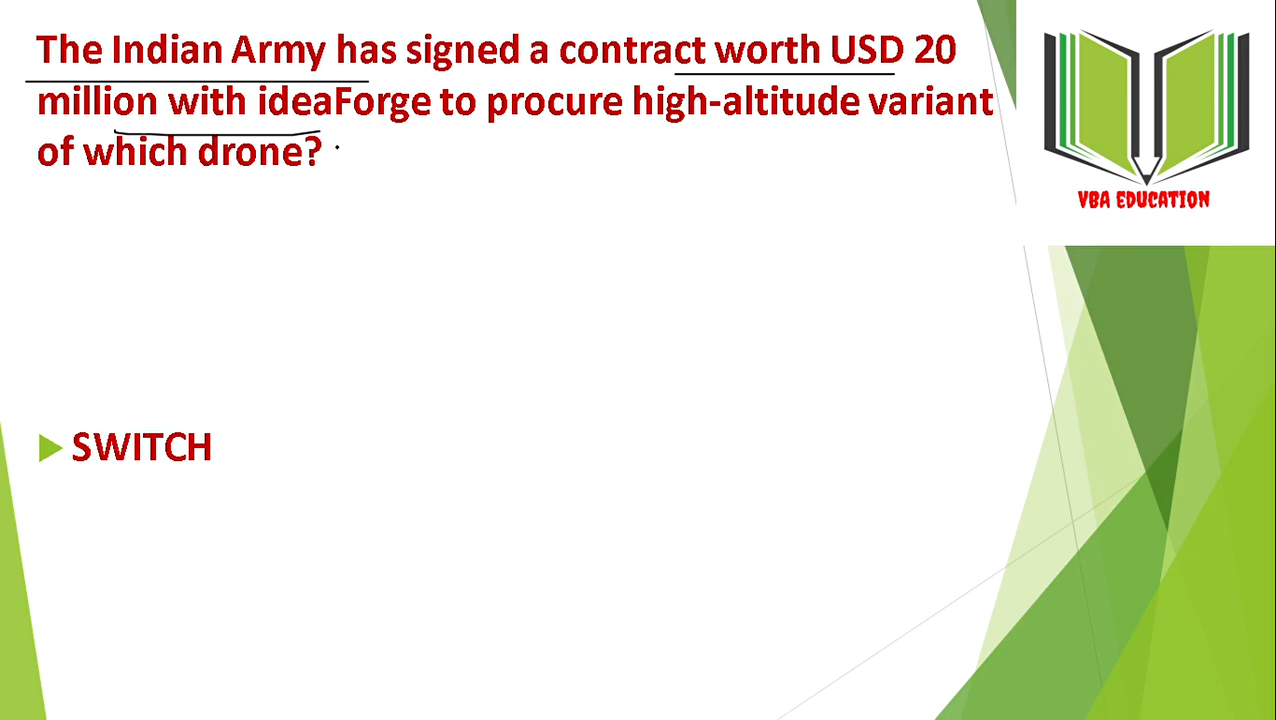 The Indian Army has signed a contract worth USD 20
million with ideaForge to procure high-altitude variant
of which drone?
VBA EDUCATION
SWITCH